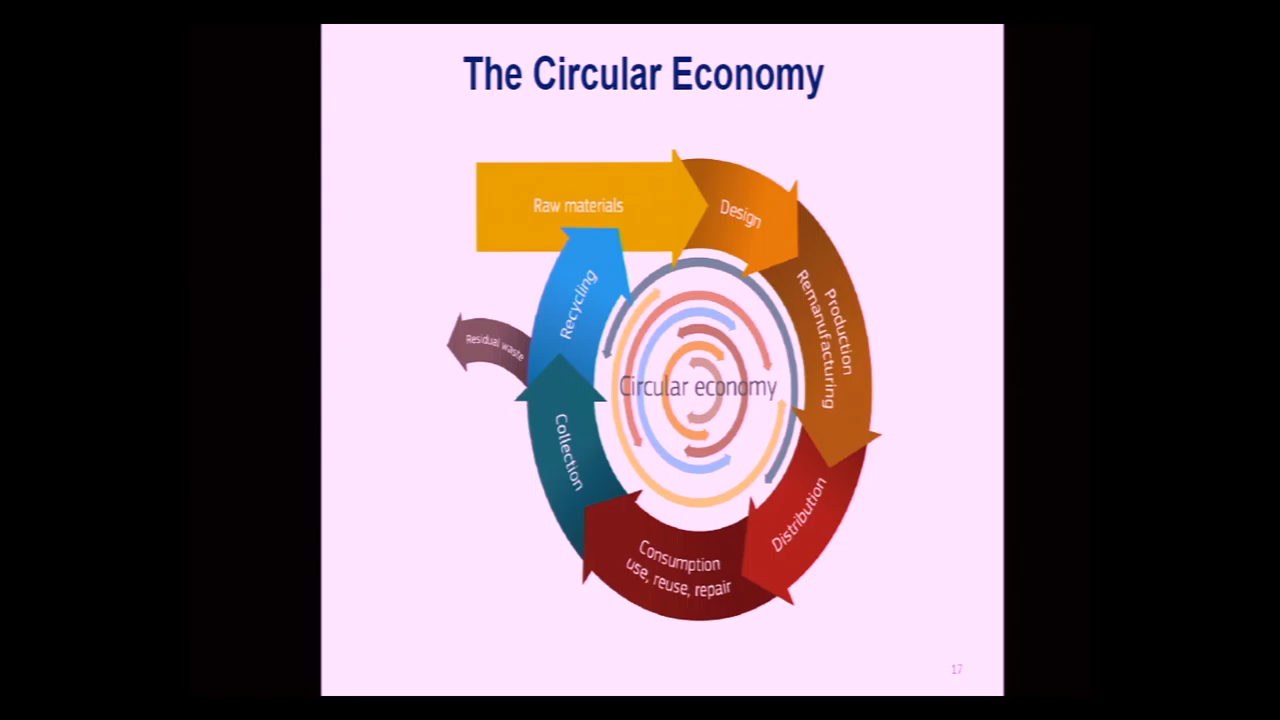 The Circular Economy
Raw materials
Design
Production
Remanufacturing
Distribution
Consumption
use, reuse, repair
Collection
Recycling
Residual waste
Circular economy
17